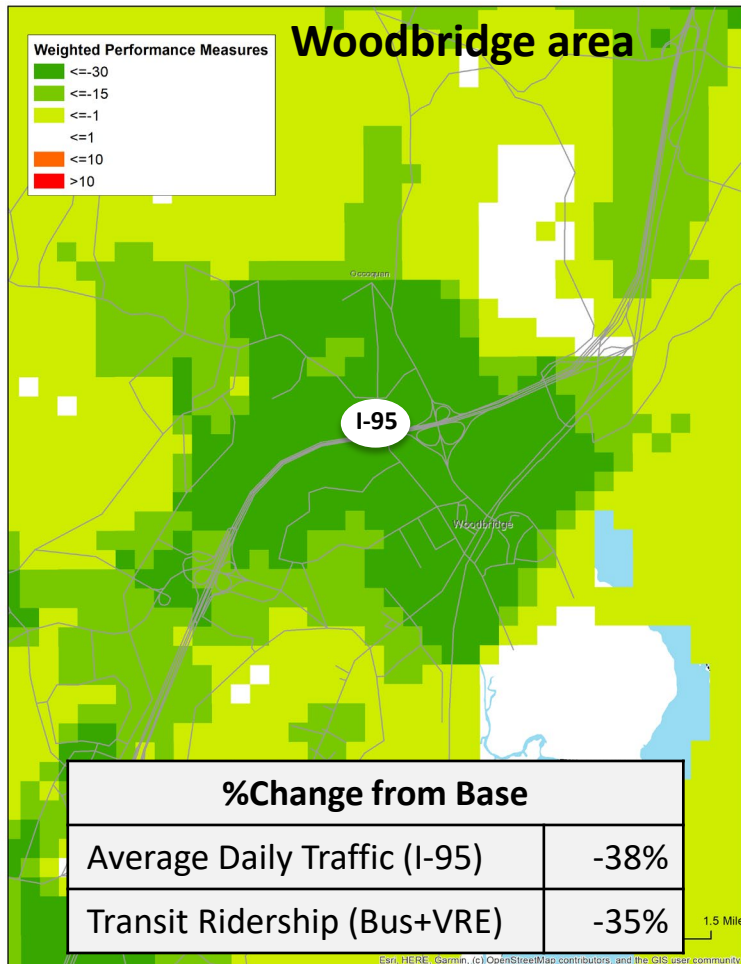 Woodbridge area
Weighted Performance Measures
<=-30
<=-15
<=-1
<=1
<=10
>10
Occoquan
I-95
Woodbridge
%Change from Base
Average Daily Traffic (I-95) -38%
Transit Ridership (Bus+VRE) -35%
1.5 Mile
Esri, HERE, Garmin, (c) OpenStreetMap contributors, and the GIS user community